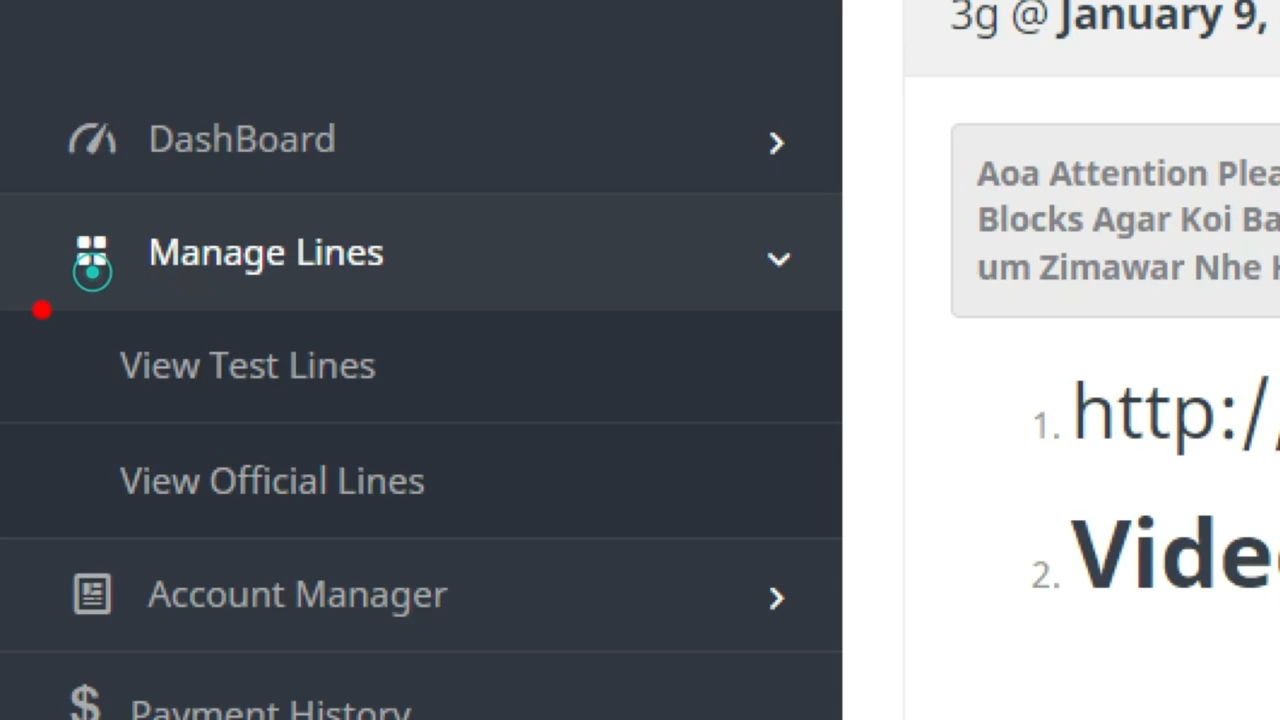 DashBoard
Manage Lines
View Test Lines
View Official Lines
Account Manager
Payment History
3g @ January 9,
Aoa Attention Plea
Blocks Agar Koi Ba
um Zimawar Nhe
1. http:/
2. Vide